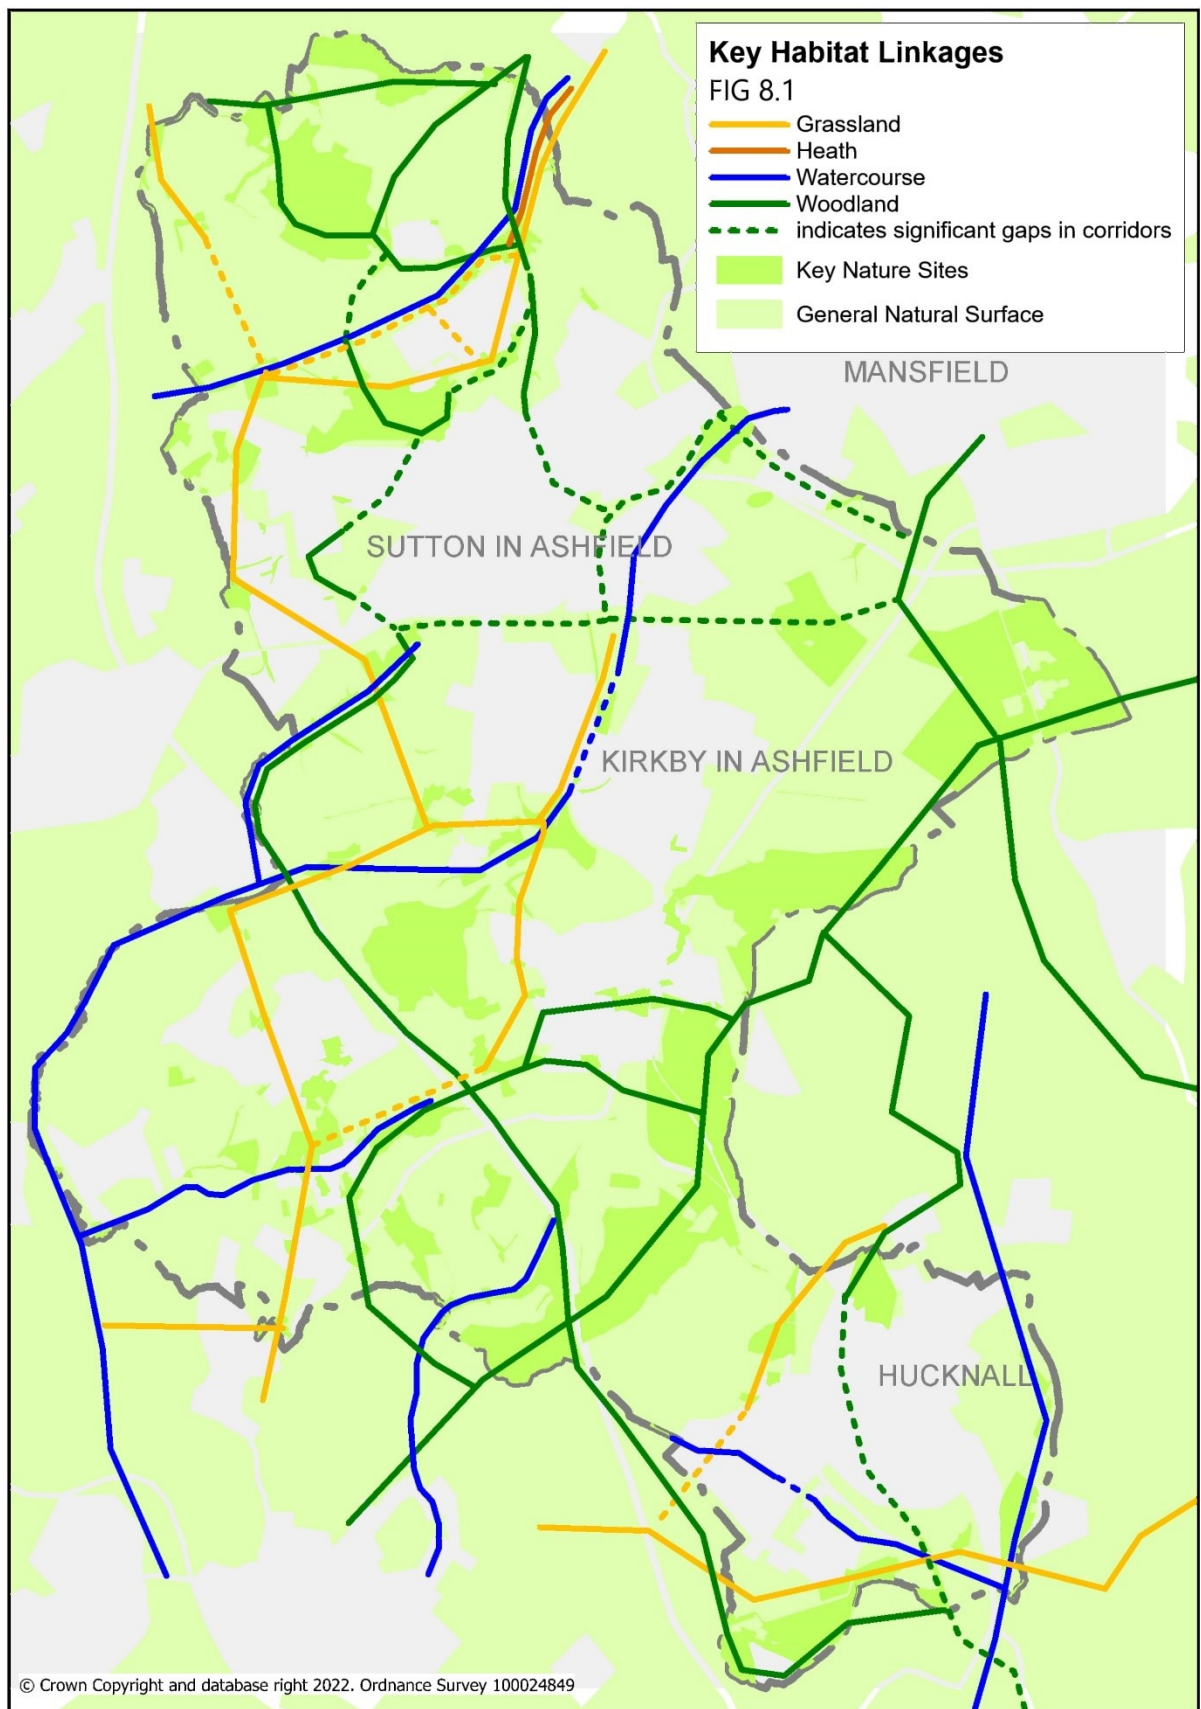 Key Habitat Linkages
FIG 8.1
Grassland
Heath
Watercourse
Woodland
indicates significant gaps in corridors
Key Nature Sites
General Natural Surface
MANSFIELD
SUTTON IN ASHFIELD
KIRKBY IN ASHFIELD
HUCKNALL
© Crown Copyright and database right 2022. Ordnance Survey 100024849